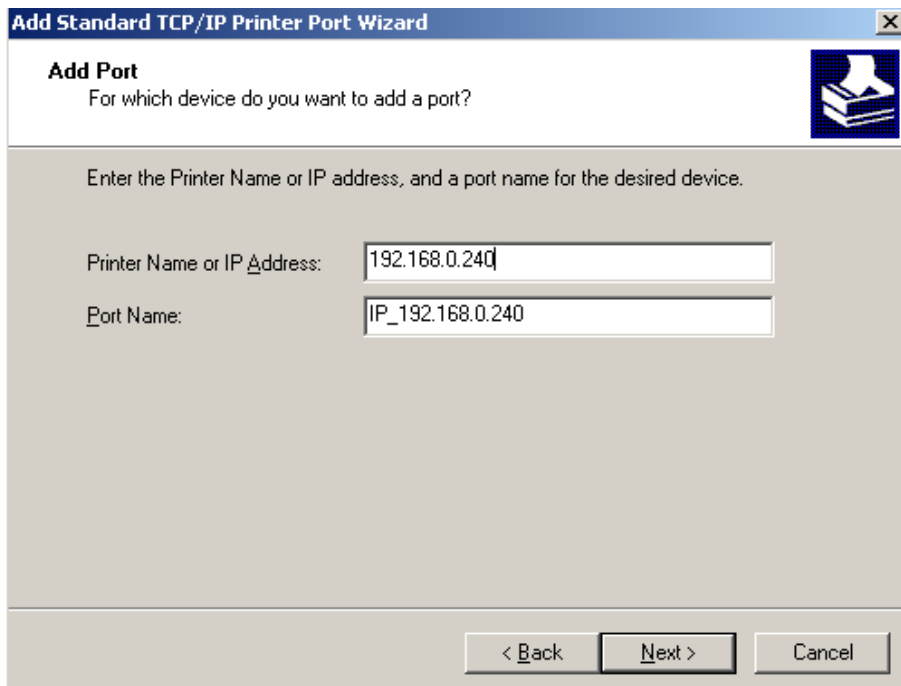 Add Standard TCP/IP Printer Port Wizard
Add Port
For which device do you want to add a port?
Enter the Printer Name or IP address, and a port name for the desired device.
Printer Name or IP Address: 192.168.0.240
Port Name: IP_192.168.0.240
< Back Next > Cancel